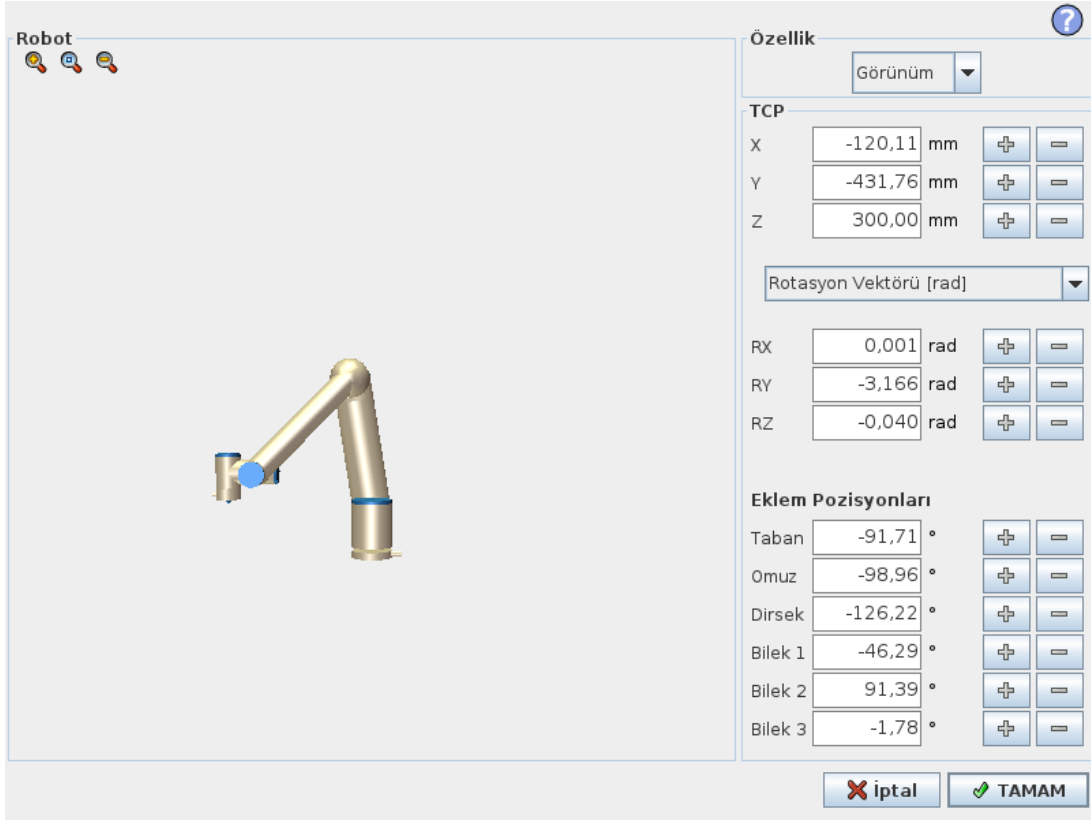 Robot
Özellik
?
Görünüm
TCP
X -120,11 mm
Y -431,76 mm
Z 300,00 mm
Rotasyon Vektörü [rad]
RX 0,001 rad
RY -3,166 rad
RZ -0,040 rad
Eklem Pozisyonları
Taban -91,71 °
Omuz -98,96 °
Dirsek -126,22 °
Bilek 1 -46,29 °
Bilek 2 91,39 °
Bilek 3 -1,78 °
İptal TAMAM